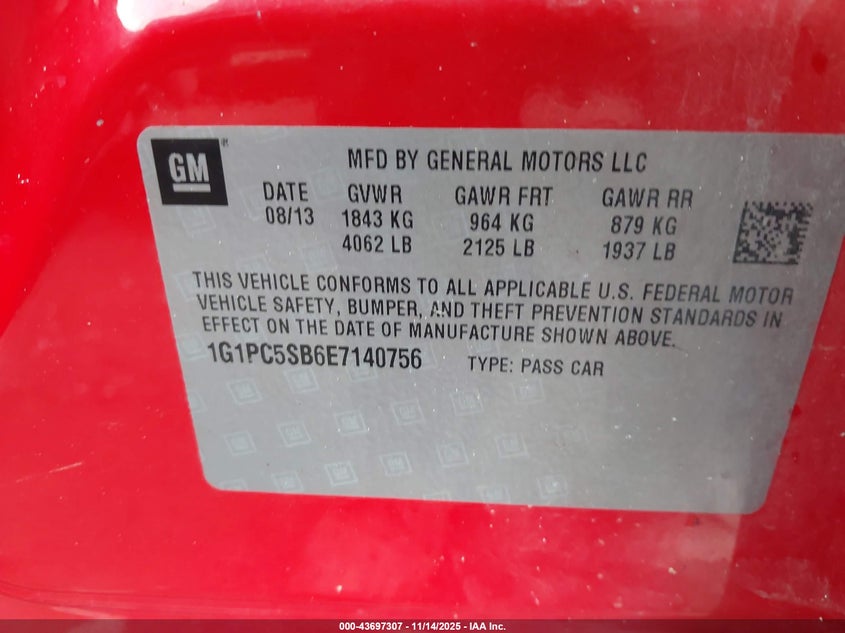 GM
MFD BY GENERAL MOTORS LLC
DATE GVWR GAWR FRT GAWR RR
08/13 1843 KG 964 KG 879 KG
4062 LB 2125 LB 1937 LB
THIS VEHICLE CONFORMS TO ALL APPLICABLE U.S. FEDERAL MOTOR
VEHICLE SAFETY, BUMPER, AND THEFT PREVENTION STANDARDS IN
EFFECT ON THE DATE OF MANUFACTURE SHOWN ABOVE.
1G1PC5SB6E7140756 TYPE: PASS CAR
000-43697307 | 11/14/2025 | IAA Inc.